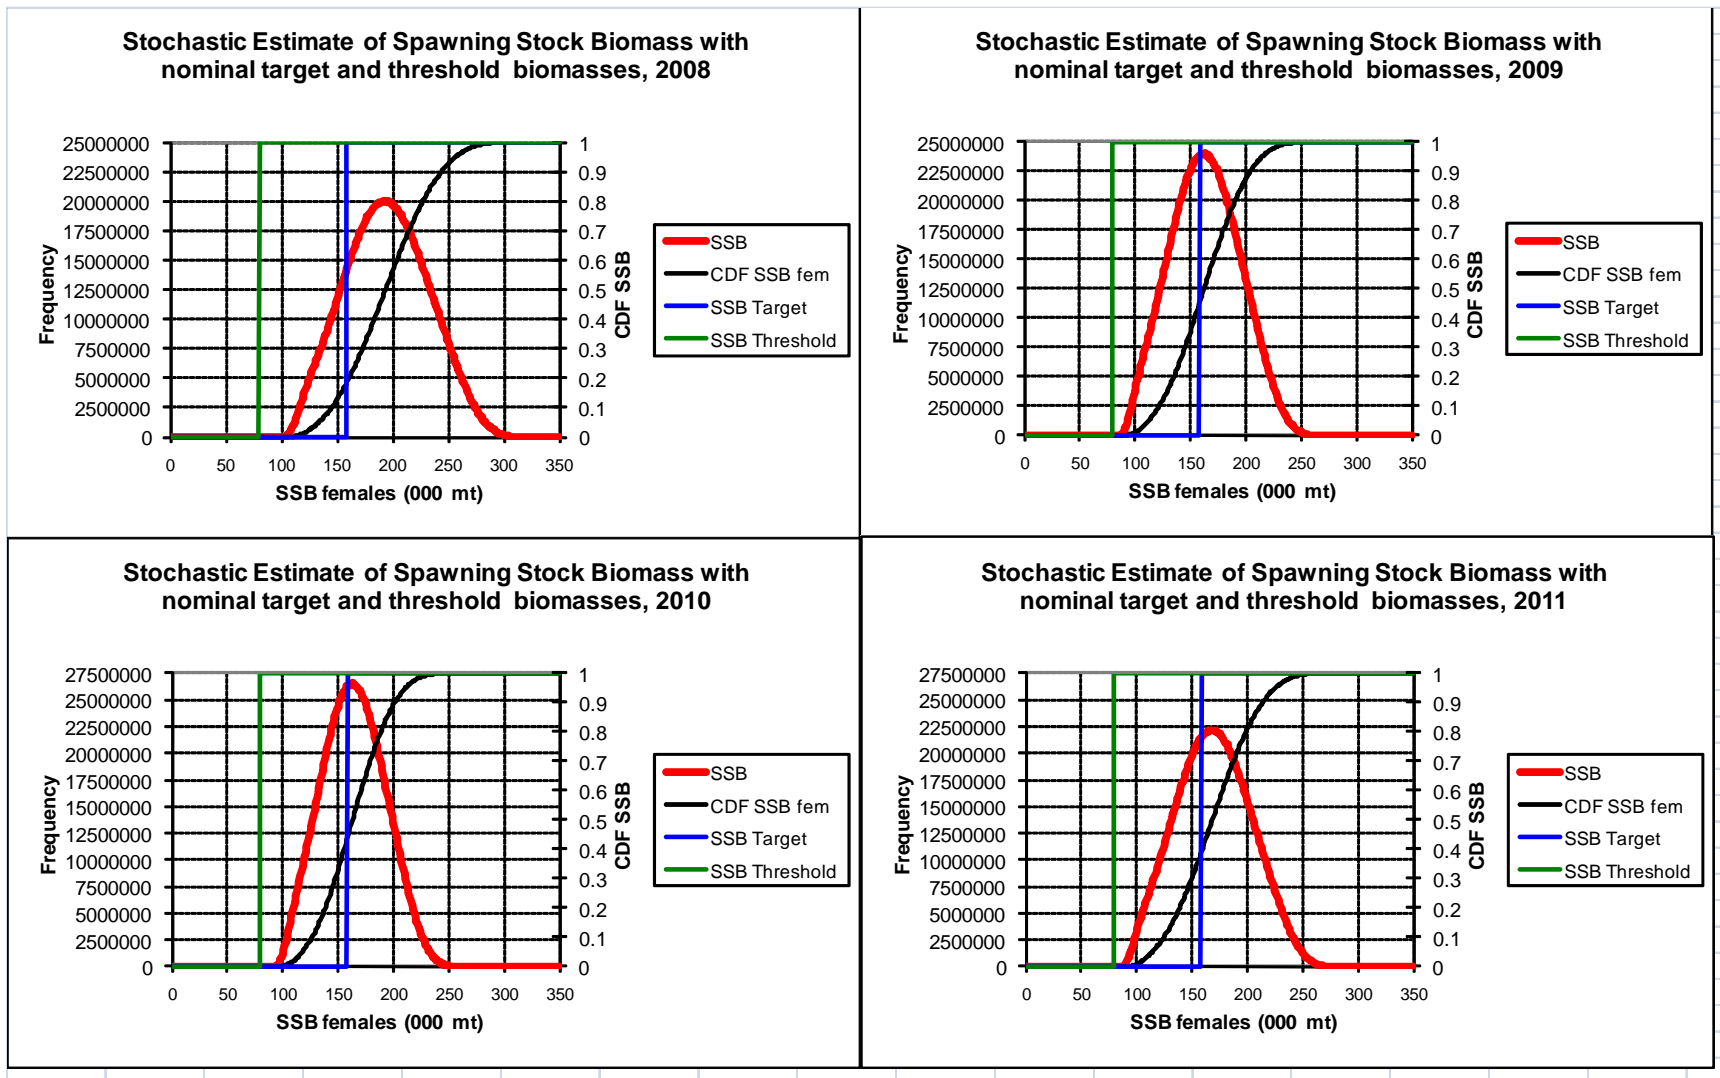 Stochastic Estimate of Spawning Stock Biomass with
nominal target and threshold biomasses, 2008
25000000
22500000
20000000
17500000
15000000
12500000
10000000
7500000
5000000
2500000
0
Frequency
1
0.9
0.8
0.7
0.6
0.5
0.4
0.3
0.2
0.1
0
CDF SSB
0 50 100 150 200 250 300 350
SSB females (000 mt)
SSB
CDF SSB fem
SSB Target
SSB Threshold
Stochastic Estimate of Spawning Stock Biomass with
nominal target and threshold biomasses, 2009
25000000
22500000
20000000
17500000
15000000
12500000
10000000
7500000
5000000
2500000
0
Frequency
1
0.9
0.8
0.7
0.6
0.5
0.4
0.3
0.2
0.1
0
CDF SSB
0 50 100 150 200 250 300 350
SSB females (000 mt)
SSB
CDF SSB fem
SSB Target
SSB Threshold
Stochastic Estimate of Spawning Stock Biomass with
nominal target and threshold biomasses, 2010
27500000
25000000
22500000
20000000
17500000
15000000
12500000
10000000
7500000
5000000
2500000
0
Frequency
1
0.9
0.8
0.7
0.6
0.5
0.4
0.3
0.2
0.1
0
CDF SSB
0 50 100 150 200 250 300 350
SSB females (000 mt)
SSB
CDF SSB fem
SSB Target
SSB Threshold
Stochastic Estimate of Spawning Stock Biomass with
nominal target and threshold biomasses, 2011
27500000
25000000
22500000
20000000
17500000
15000000
12500000
10000000
7500000
5000000
2500000
0
Frequency
1
0.9
0.8
0.7
0.6
0.5
0.4
0.3
0.2
0.1
0
CDF SSB
0 50 100 150 200 250 300 350
SSB females (000 mt)
SSB
CDF SSB fem
SSB Target
SSB Threshold